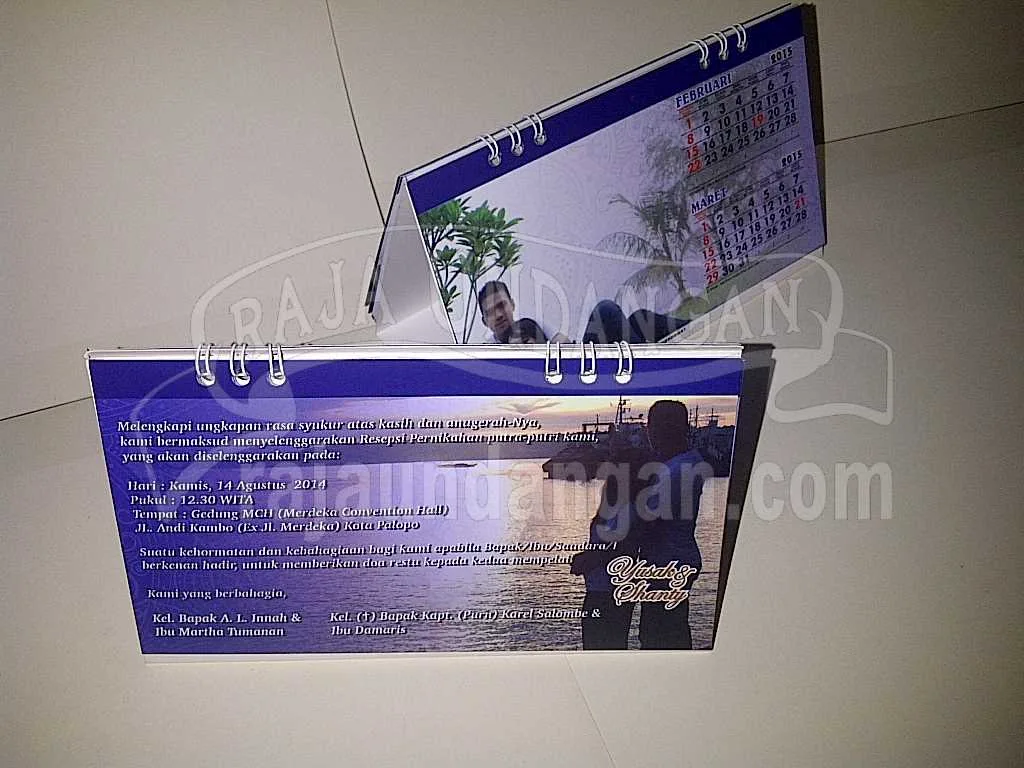 2015
FEBRUARI
1 2 3 4 5 6 7
8 9 10 11 12 13 14
15 16 17 18 19 20 21
22 23 24 25 26 27 28
2015
MARET
1 2 3 4 5 6 7
8 9 10 11 12 13 14
15 16 17 18 19 20 21
22 23 24 25 26 27 28
29 30 31
RAJA UNDANGAN
Melengkapi ungkapan rasa syukur atas kasih dan anugerah-Nya,
kami bermaksud menyelenggarakan Resepsi Pernikahan putra-putri kami,
yang akan diselenggarakan pada:
Hari : Kamis, 14 Agustus 2014
Pukul : 12.30 WITA
Tempat : Gedung MCH (Merdeka Convention Hall)
JL. Andi Kambo (Ex Jl. Merdeka) Kota Palopo
rajaundangan.com
Suatu kehormatan dan kebahagiaan bagi kami apabila Bapak/Ibu/Saudara/I
berkenan hadir, untuk memberikan doa restu kepada kedua mempelai
Yusak &
Shanty
Kami yang berbahagia,
Kel. Bapak A. L. Innah &
Ibu Martha Tumanan
Kel. (†) Bapak Kapt. (Purn) Karel Salombe &
Ibu Damaris